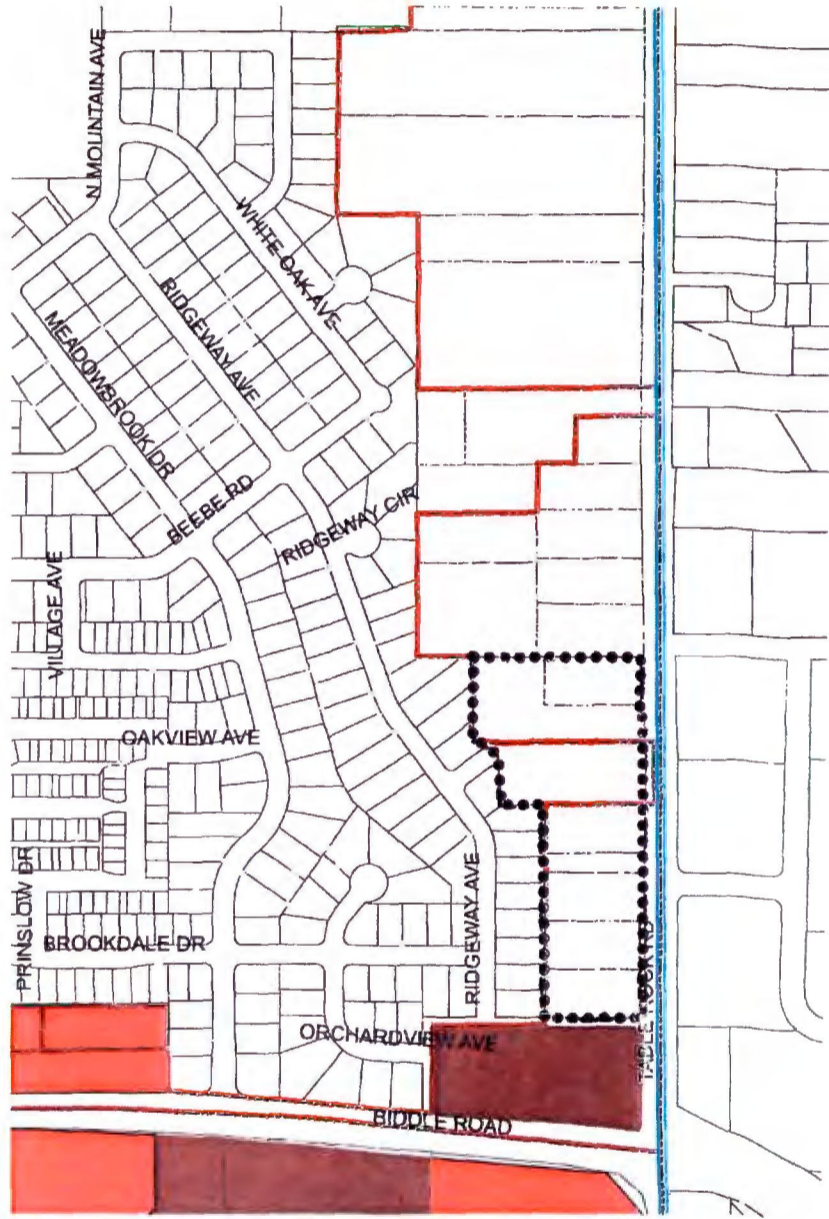 N MOUNTAIN AVE
WHITE OAK AVE
RIDGEWAY AVE
MEADOWBROOK DR
BEEBE RD
RIDGEWAY CIR
VILLAGE AVE
OAKVIEW AVE
PRINSLOW DR
RIDGEWAY AVE
BROOKDALE DR
TABLE ROCK RD
ORCHARDVIEW AVE
BIDDLE ROAD